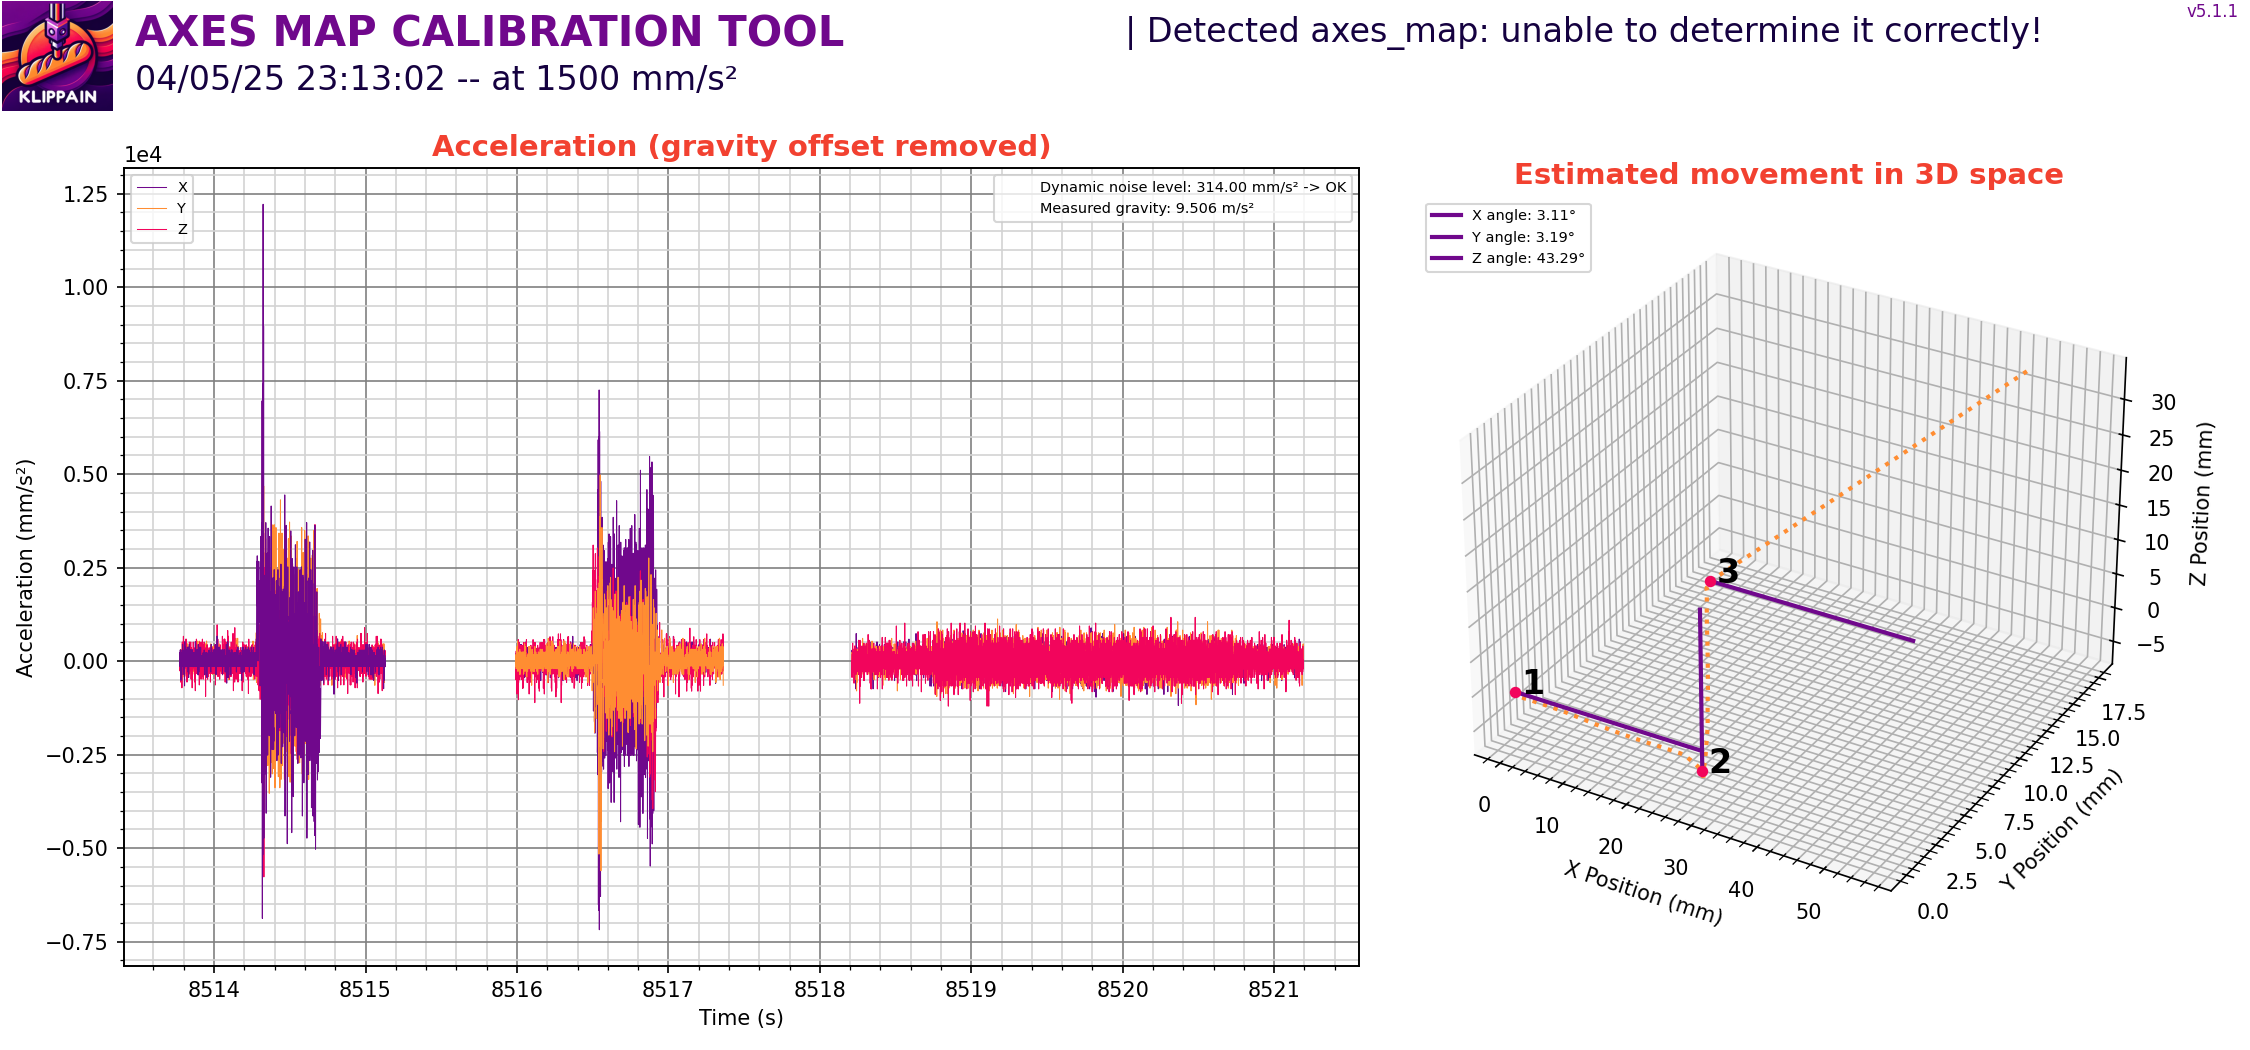 KLIPPAIN
AXES MAP CALIBRATION TOOL
04/05/25 23:13:02 -- at 1500 mm/s²
| Detected axes_map: unable to determine it correctly!
v5.1.1
Acceleration (gravity offset removed)
1e4
X
Y
Z
Dynamic noise level: 314.00 mm/s² -> OK
Measured gravity: 9.506 m/s²
1.25
1.00
0.75
0.50
0.25
0.00
−0.25
−0.50
−0.75
Acceleration (mm/s²)
8514
8515
8516
8517
8518
8519
8520
8521
Time (s)
Estimated movement in 3D space
X angle: 3.11°
Y angle: 3.19°
Z angle: 43.29°
1
2
3
0
10
20
30
40
50
X Position (mm)
0.0
2.5
5.0
7.5
10.0
12.5
15.0
17.5
Y Position (mm)
−5
0
5
10
15
20
25
30
Z Position (mm)